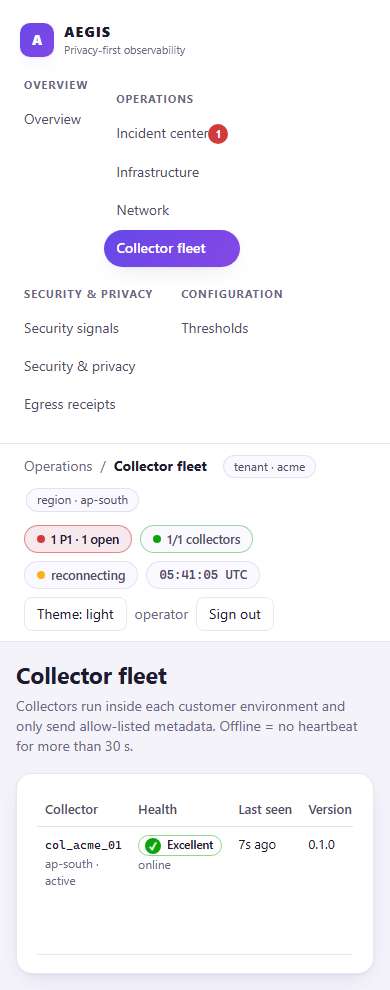 A
AEGIS
Privacy-first observability
OVERVIEW
Overview
OPERATIONS
Incident center 1
Infrastructure
Network
Collector fleet
SECURITY & PRIVACY
Security signals
Security & privacy
Egress receipts
CONFIGURATION
Thresholds
Operations / Collector fleet tenant · acme
region · ap-south
1 P1 · 1 open 1/1 collectors
reconnecting 05:41:05 UTC
Theme: light operator Sign out
Collector fleet
Collectors run inside each customer environment and
only send allow-listed metadata. Offline = no heartbeat
for more than 30 s.
Collector Health Last seen Version
col_acme_01 ✓ Excellent 7s ago 0.1.0
ap-south · online
active